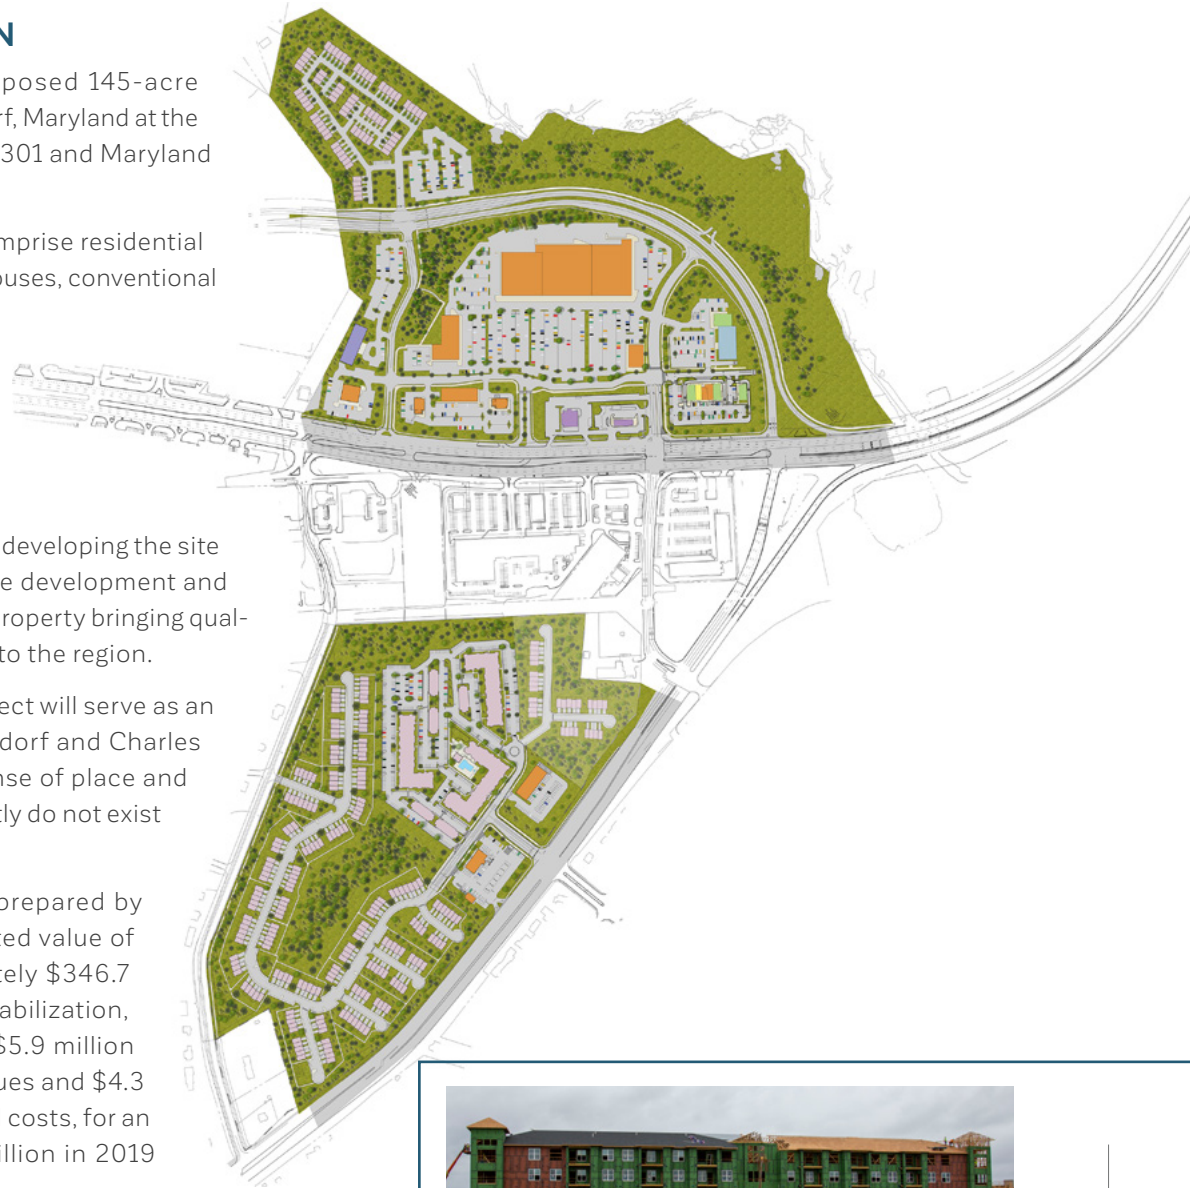 N
posed 145-acre
rf, Maryland at the
301 and Maryland
mprise residential
ouses, conventional
developing the site
e development and
roperty bringing qual-
to the region.
ect will serve as an
dorf and Charles
nse of place and
tly do not exist
prepared by
ted value of
tely $346.7
abilization,
$5.9 million
ues and $4.3
costs, for an
illion in 2019